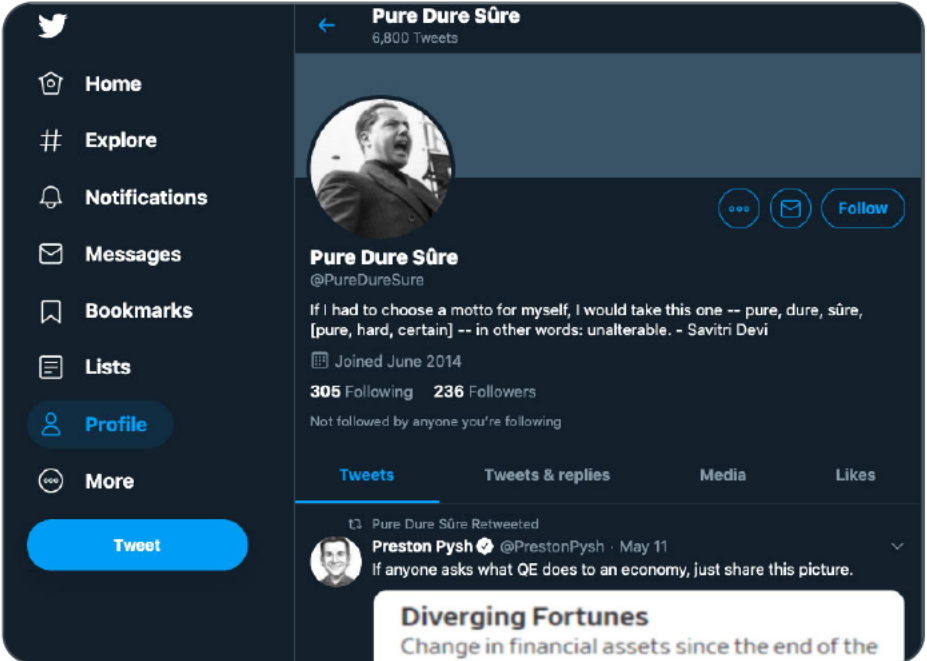 Pure Dure Sûre
6,800 Tweets
Home
Explore
Notifications
Messages
Bookmarks
Lists
Profile
More
Tweet
Follow
Pure Dure Sûre
@PureDureSure
If I had to choose a motto for myself, I would take this one -- pure, dure, sûre,
[pure, hard, certain] -- in other words: unalterable. - Savitri Devi
Joined June 2014
305 Following 236 Followers
Not followed by anyone you're following
Tweets Tweets & replies Media Likes
Pure Dure Sûre Retweeted
Preston Pysh @PrestonPysh · May 11
If anyone asks what QE does to an economy, just share this picture.
Diverging Fortunes
Change in financial assets since the end of the